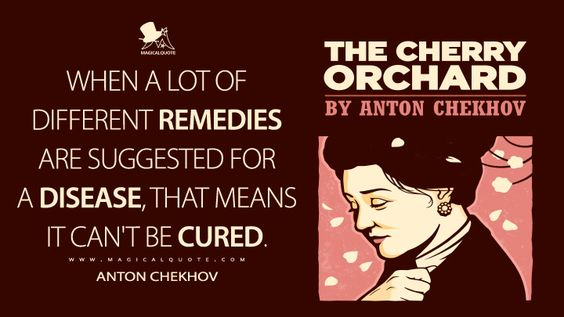 MAGICALQUOTE
WHEN A LOT OF
DIFFERENT REMEDIES
ARE SUGGESTED FOR
A DISEASE, THAT MEANS
IT CAN'T BE CURED.
WWW.MAGICALQUOTE.COM
ANTON CHEKHOV
THE CHERRY
ORCHARD
BY ANTON CHEKHOV